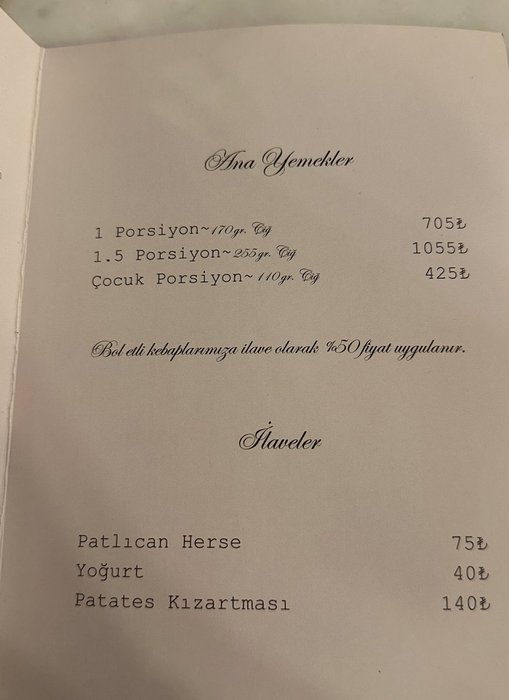 Ana Yemekler
1 Porsiyon~170gr. Çiğ 705₺
1.5 Porsiyon~255gr. Çiğ 1055₺
Çocuk Porsiyon~110gr. Çiğ 425₺
Bol etli kebaplarımıza ilave olarak %50 fiyat uygulanır.
İlaveler
Patlıcan Herse 75₺
Yoğurt 40₺
Patates Kızartması 140₺